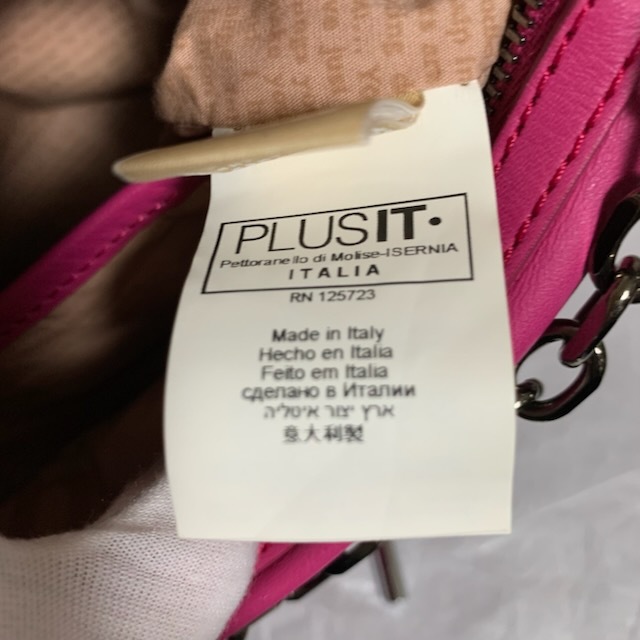 PLUSIT•
Pettoranello di Molise-ISERNIA
ITALIA
RN 125723
Made in Italy
Hecho en Italia
Feito em Italia
сделано в Италии
ארץ יצור איטליה
意大利製